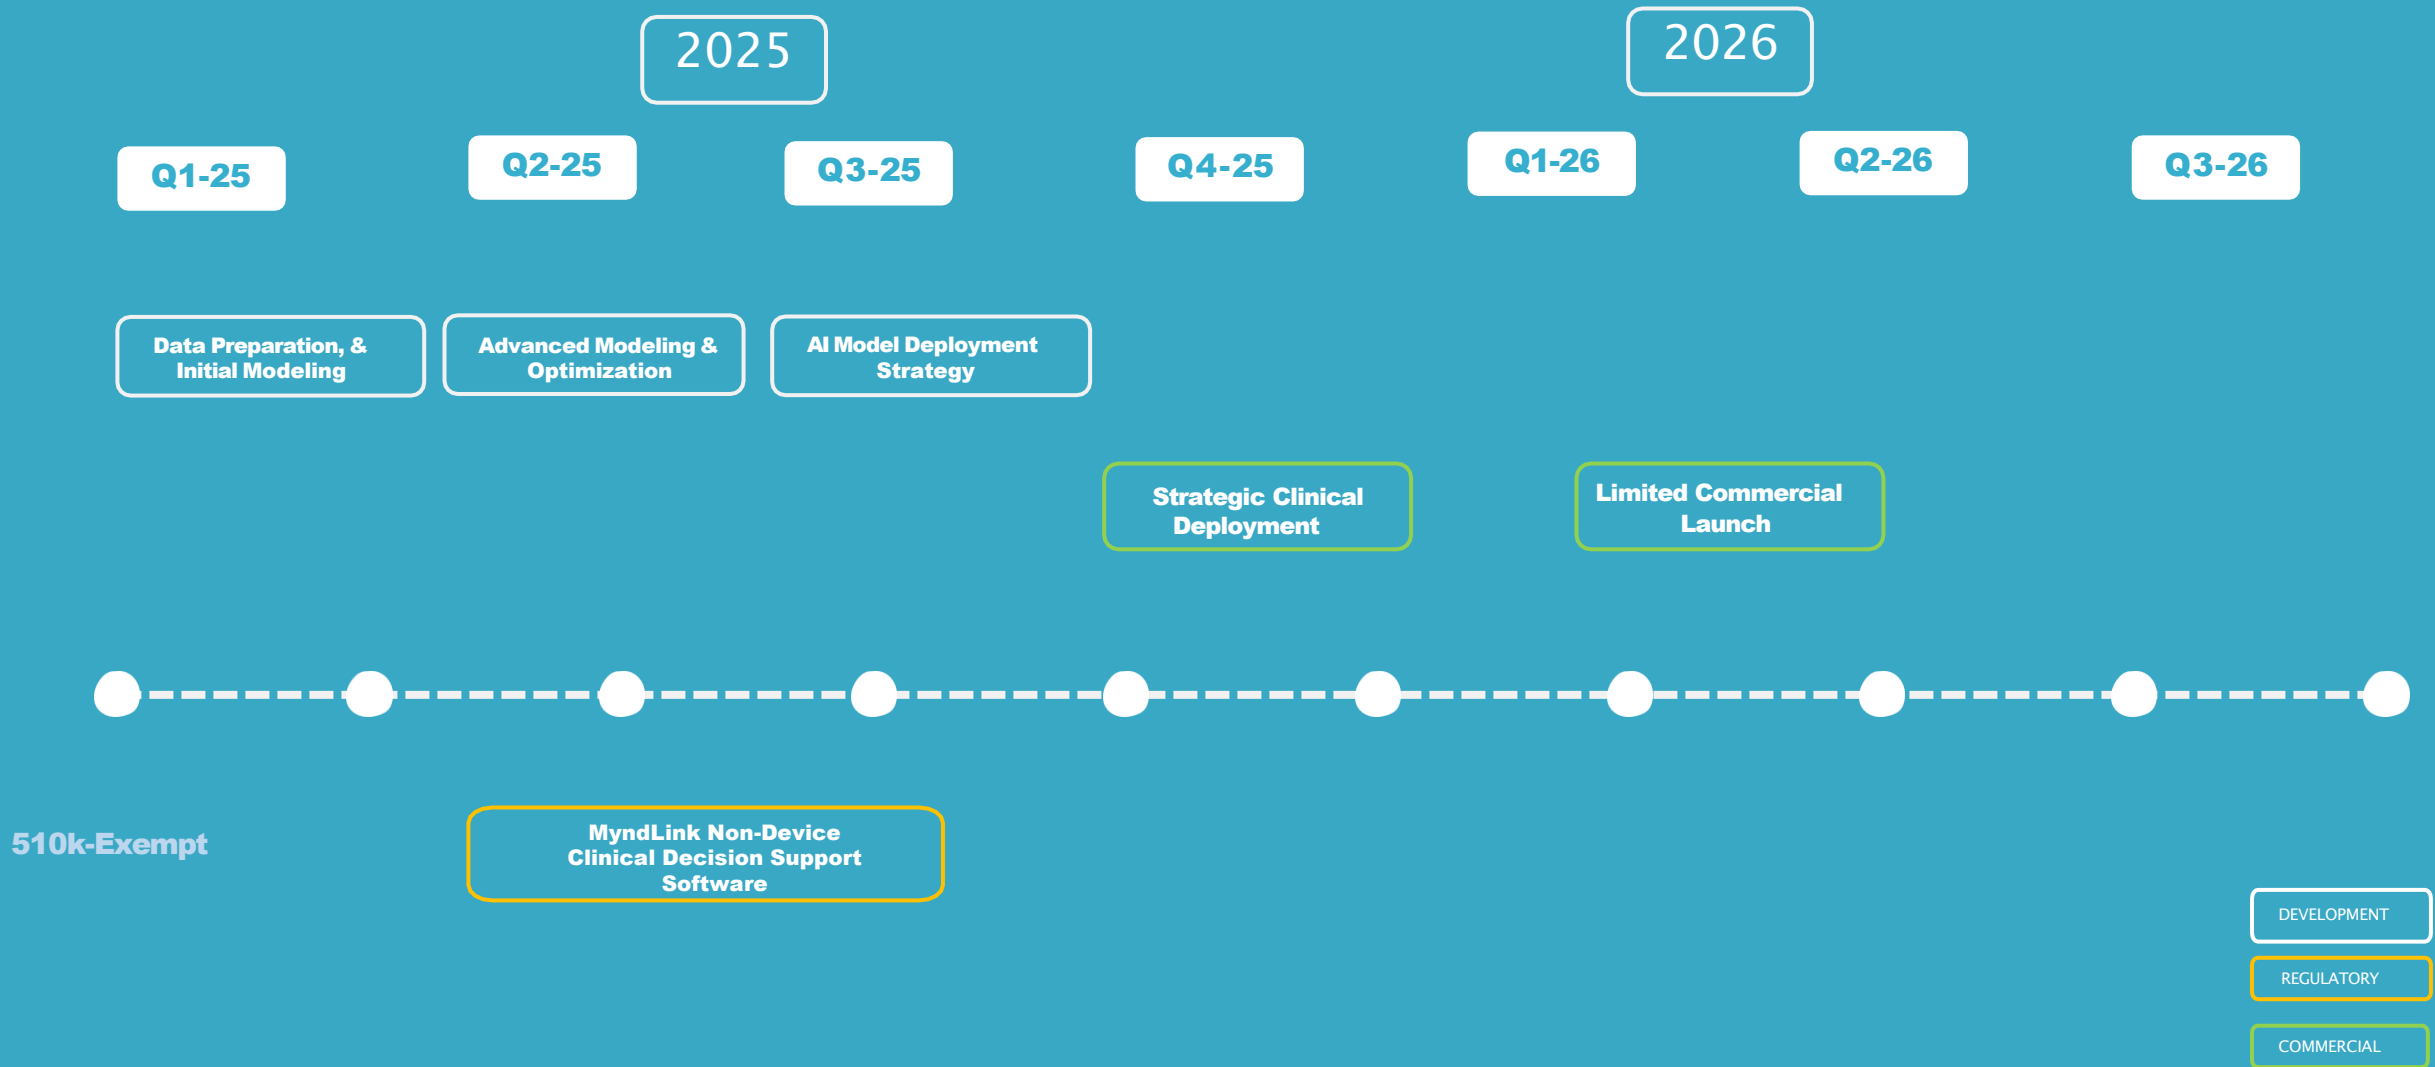 2025
2026
Q1-25
Q2-25
Q3-25
Q4-25
Q1-26
Q2-26
Q3-26
Data Preparation, &
Initial Modeling
Advanced Modeling &
Optimization
AI Model Deployment
Strategy
Strategic Clinical
Deployment
Limited Commercial
Launch
510k-Exempt
MyndLink Non-Device
Clinical Decision Support
Software
DEVELOPMENT
REGULATORY
COMMERCIAL